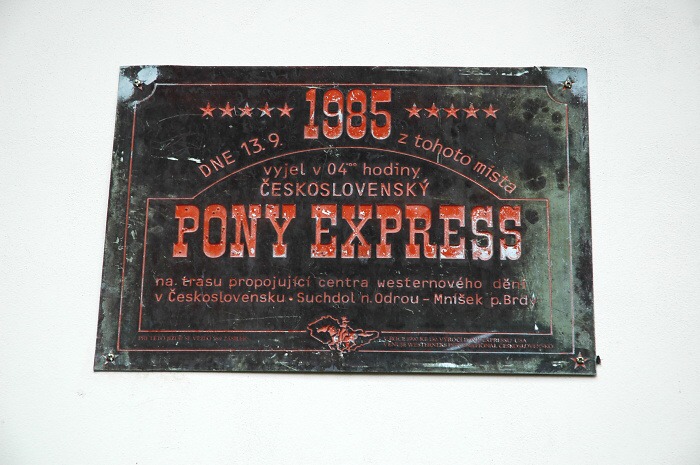 ★★★★★ 1985 ★★★★★
DNE 13.9. z tohoto místa
vyjel v 04⁰⁰ hodiny
ČESKOSLOVENSKÝ
PONY EXPRESS
na trasu propojující centra westernového dění
v Československu - Suchdol n.Odrou - Mníšek p.Brdy